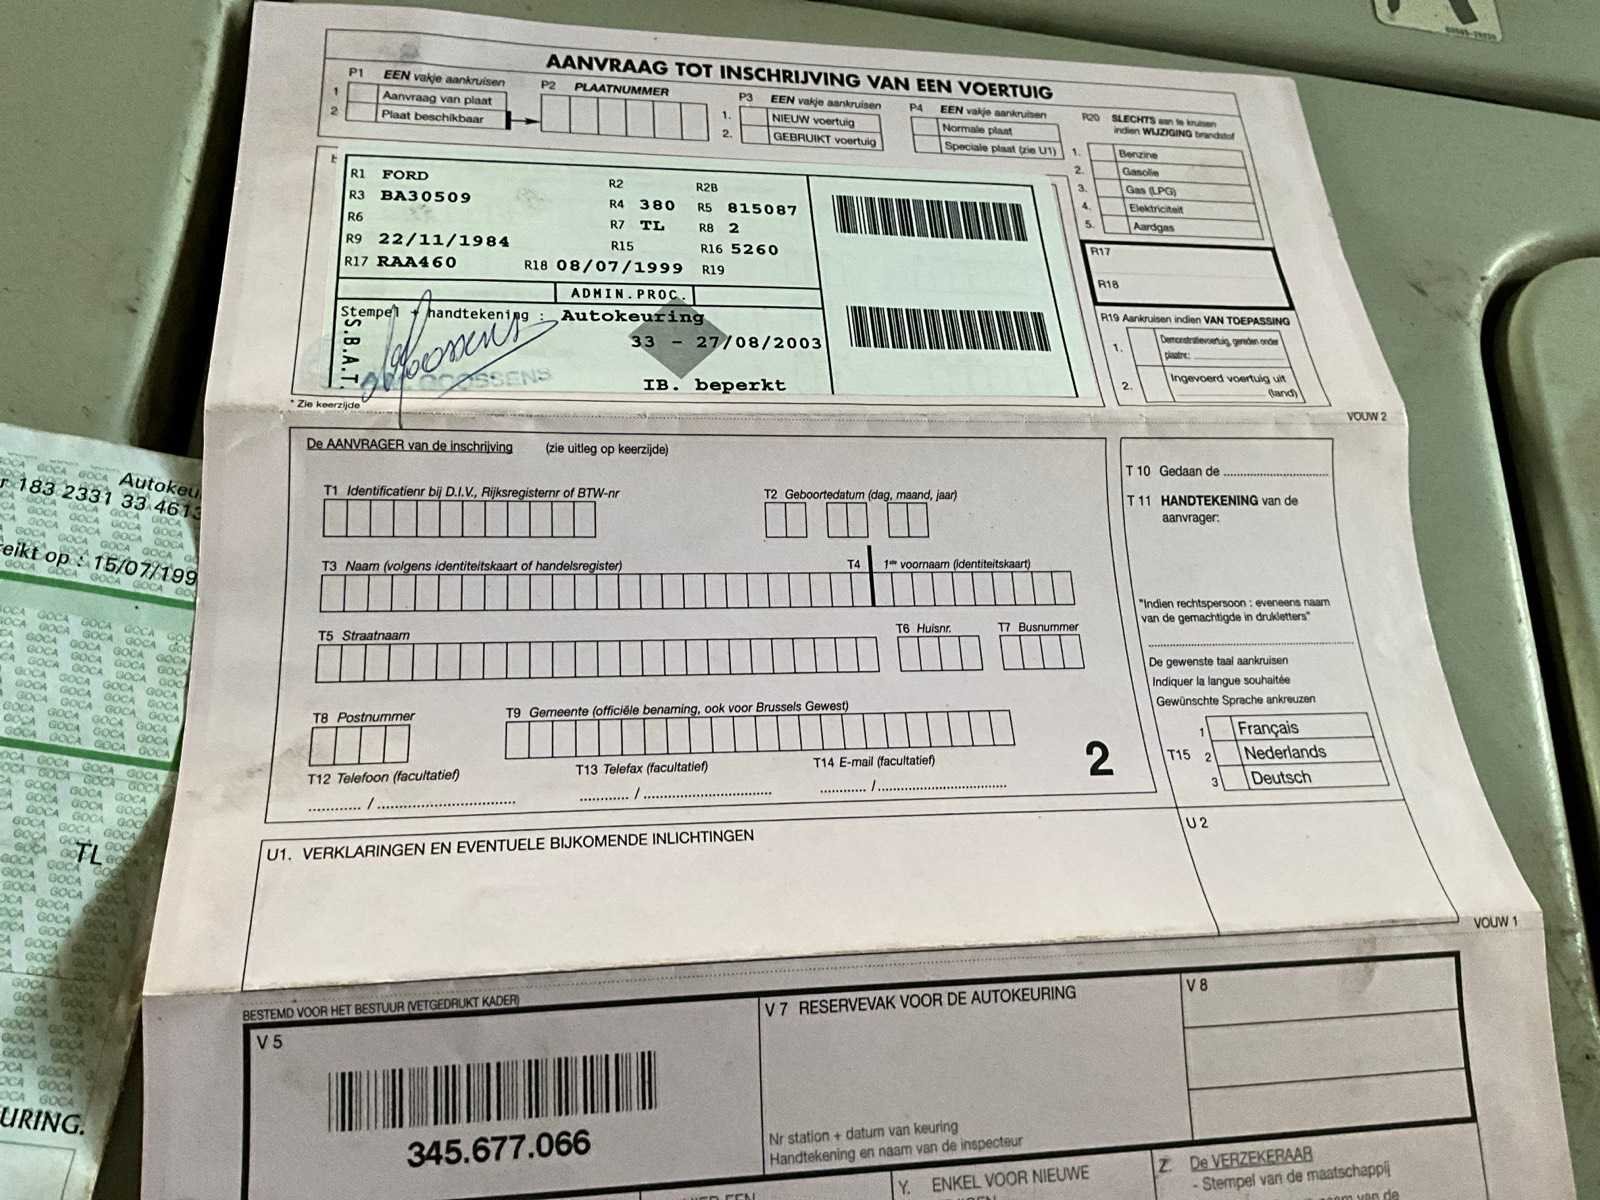 AANVRAAG TOT INSCHRIJVING VAN EEN VOERTUIG
P1 EEN vakje aankruisen
1 Aanvraag van plaat
2 Plaat beschikbaar
P2 PLAATNUMMER
P3 EEN vakje aankruisen
1. NIEUW voertuig
2. GEBRUIKT voertuig
P4 EEN vakje aankruisen
Normale plaat
Speciale plaat (zie U1)
R20 SLECHTS aan te kruisen
indien WIJZIGING brandstof
1. Benzine
2. Gasolie
3. Gas (LPG)
4. Elektriciteit
5. Aardgas
R1 FORD
R2 R2B
R3 BA30509
R4 380 R5 815087
R6
R7 TL R8 2
R9 22/11/1984
R15 R16 5260
R17 RAA460 R18 08/07/1999 R19
ADMIN.PROC.
Stempel + handtekening : Autokeuring
33 - 27/08/2003
IB. beperkt
S.B.A.T.
Goossens
GOOSSENS
* Zie keerzijde
R17
R18
R19 Aankruisen indien VAN TOEPASSING
1. Demonstratievoertuig, gereden onder
plaatnr.:
2. Ingevoerd voertuig uit
(land)
VOUW 2
De AANVRAGER van de inschrijving (zie uitleg op keerzijde)
T1 Identificatienr bij D.I.V., Rijksregisternr of BTW-nr
T2 Geboortedatum (dag, maand, jaar)
T3 Naam (volgens identiteitskaart of handelsregister)
T4 1ste voornaam (identiteitskaart)
T5 Straatnaam
T6 Huisnr.
T7 Busnummer
T8 Postnummer
T9 Gemeente (officiële benaming, ook voor Brussels Gewest)
T12 Telefoon (facultatief)
T13 Telefax (facultatief)
T14 E-mail (facultatief)
............ / ..............................
............ / ..............................
............ / ..............................
2
T 10 Gedaan de ..............................
T 11 HANDTEKENING van de
aanvrager:
"Indien rechtspersoon : eveneens naam
van de gemachtigde in drukletters"
De gewenste taal aankruisen
Indiquer la langue souhaitée
Gewünschte Sprache ankreuzen
T15
1 Français
2 Nederlands
3 Deutsch
U1. VERKLARINGEN EN EVENTUELE BIJKOMENDE INLICHTINGEN
U 2
VOUW 1
BESTEMD VOOR HET BESTUUR (VETGEDRUKT KADER)
V 5
345.677.066
V 7 RESERVEVAK VOOR DE AUTOKEURING
Nr station + datum van keuring
Handtekening en naam van de inspecteur
V 8
Y. ENKEL VOOR NIEUWE
Z. De VERZEKERAAR
- Stempel van de maatschappij
Autokeu
r 183 2331 33 4613
eikt op : 15/07/199
GOCA
TL
URING.